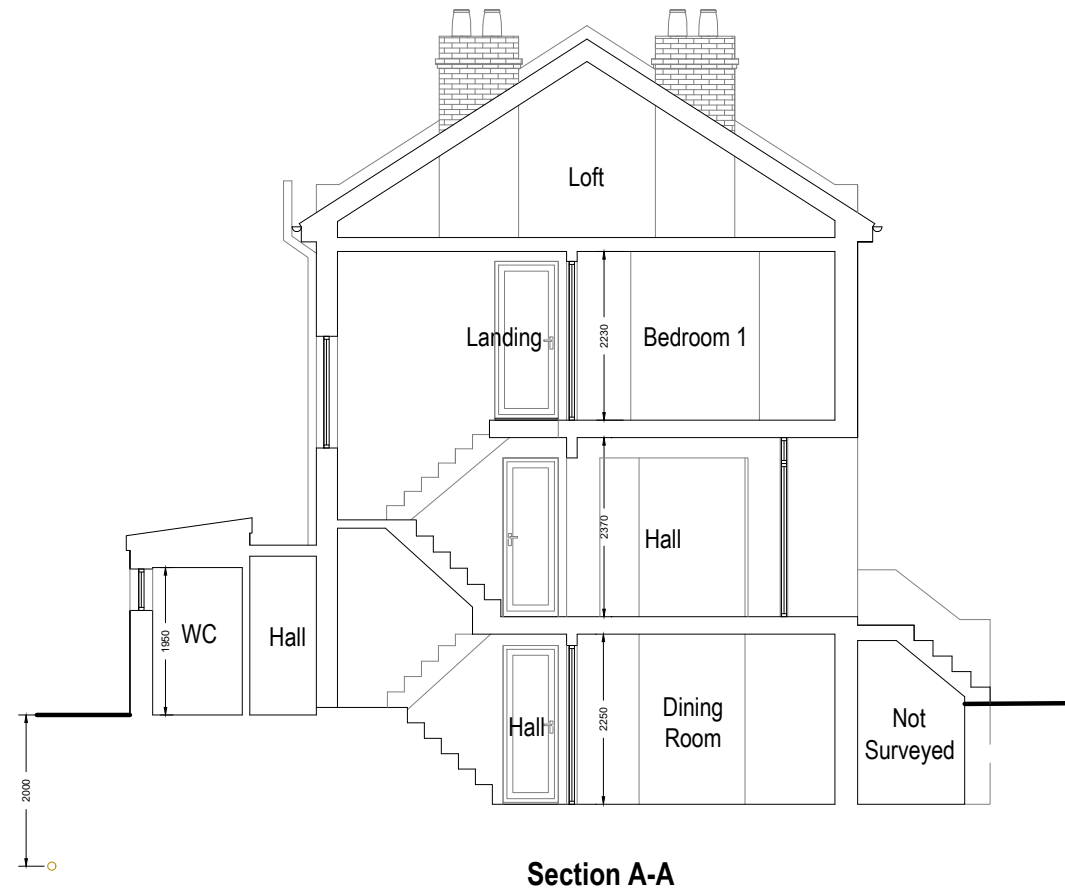 Loft
Landing
2230
Bedroom 1
2370
Hall
1950
WC
Hall
Hall
2250
Dining
Room
Not
Surveyed
2000
Section A-A